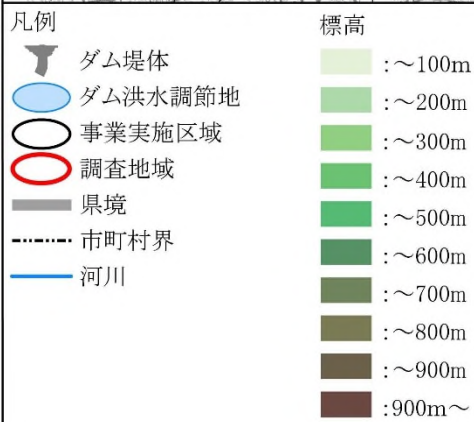 凡例
ダム堤体
ダム洪水調節地
事業実施区域
調査地域
県境
市町村界
河川
標高
:～100m
:～200m
:～300m
:～400m
:～500m
:～600m
:～700m
:～800m
:～900m
:900m～